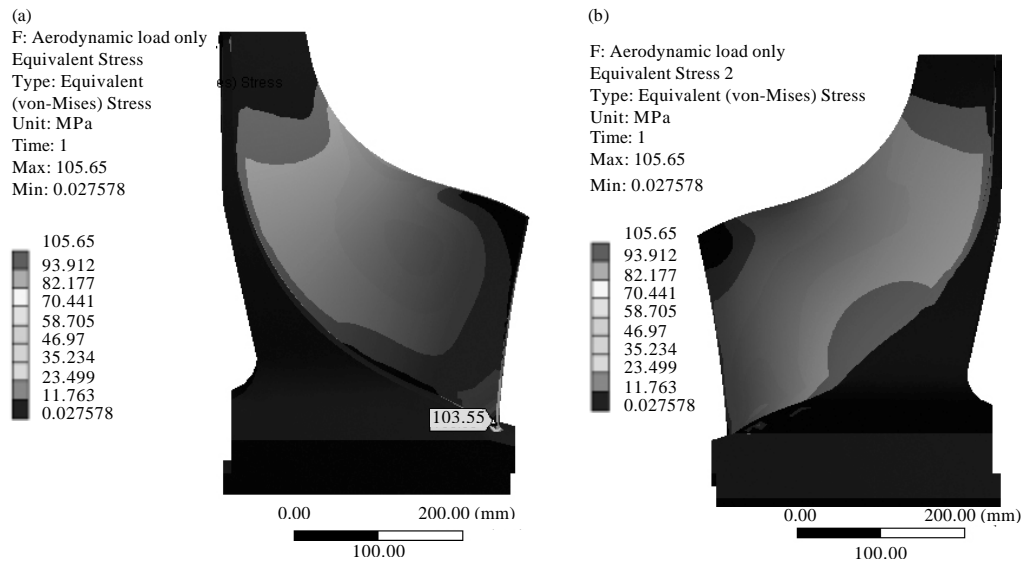 (a)
F: Aerodynamic load only
Equivalent Stress
Type: Equivalent
(von-Mises) Stress
es) Stress
Unit: MPa
Time: 1
Max: 105.65
Min: 0.027578
105.65
93.912
82.177
70.441
58.705
46.97
35.234
23.499
11.763
0.027578
103.55
0.00
200.00 (mm)
100.00
(b)
F: Aerodynamic load only
Equivalent Stress 2
Type: Equivalent (von-Mises) Stress
Unit: MPa
Time: 1
Max: 105.65
Min: 0.027578
105.65
93.912
82.177
70.441
58.705
46.97
35.234
23.499
11.763
0.027578
0.00
200.00 (mm)
100.00